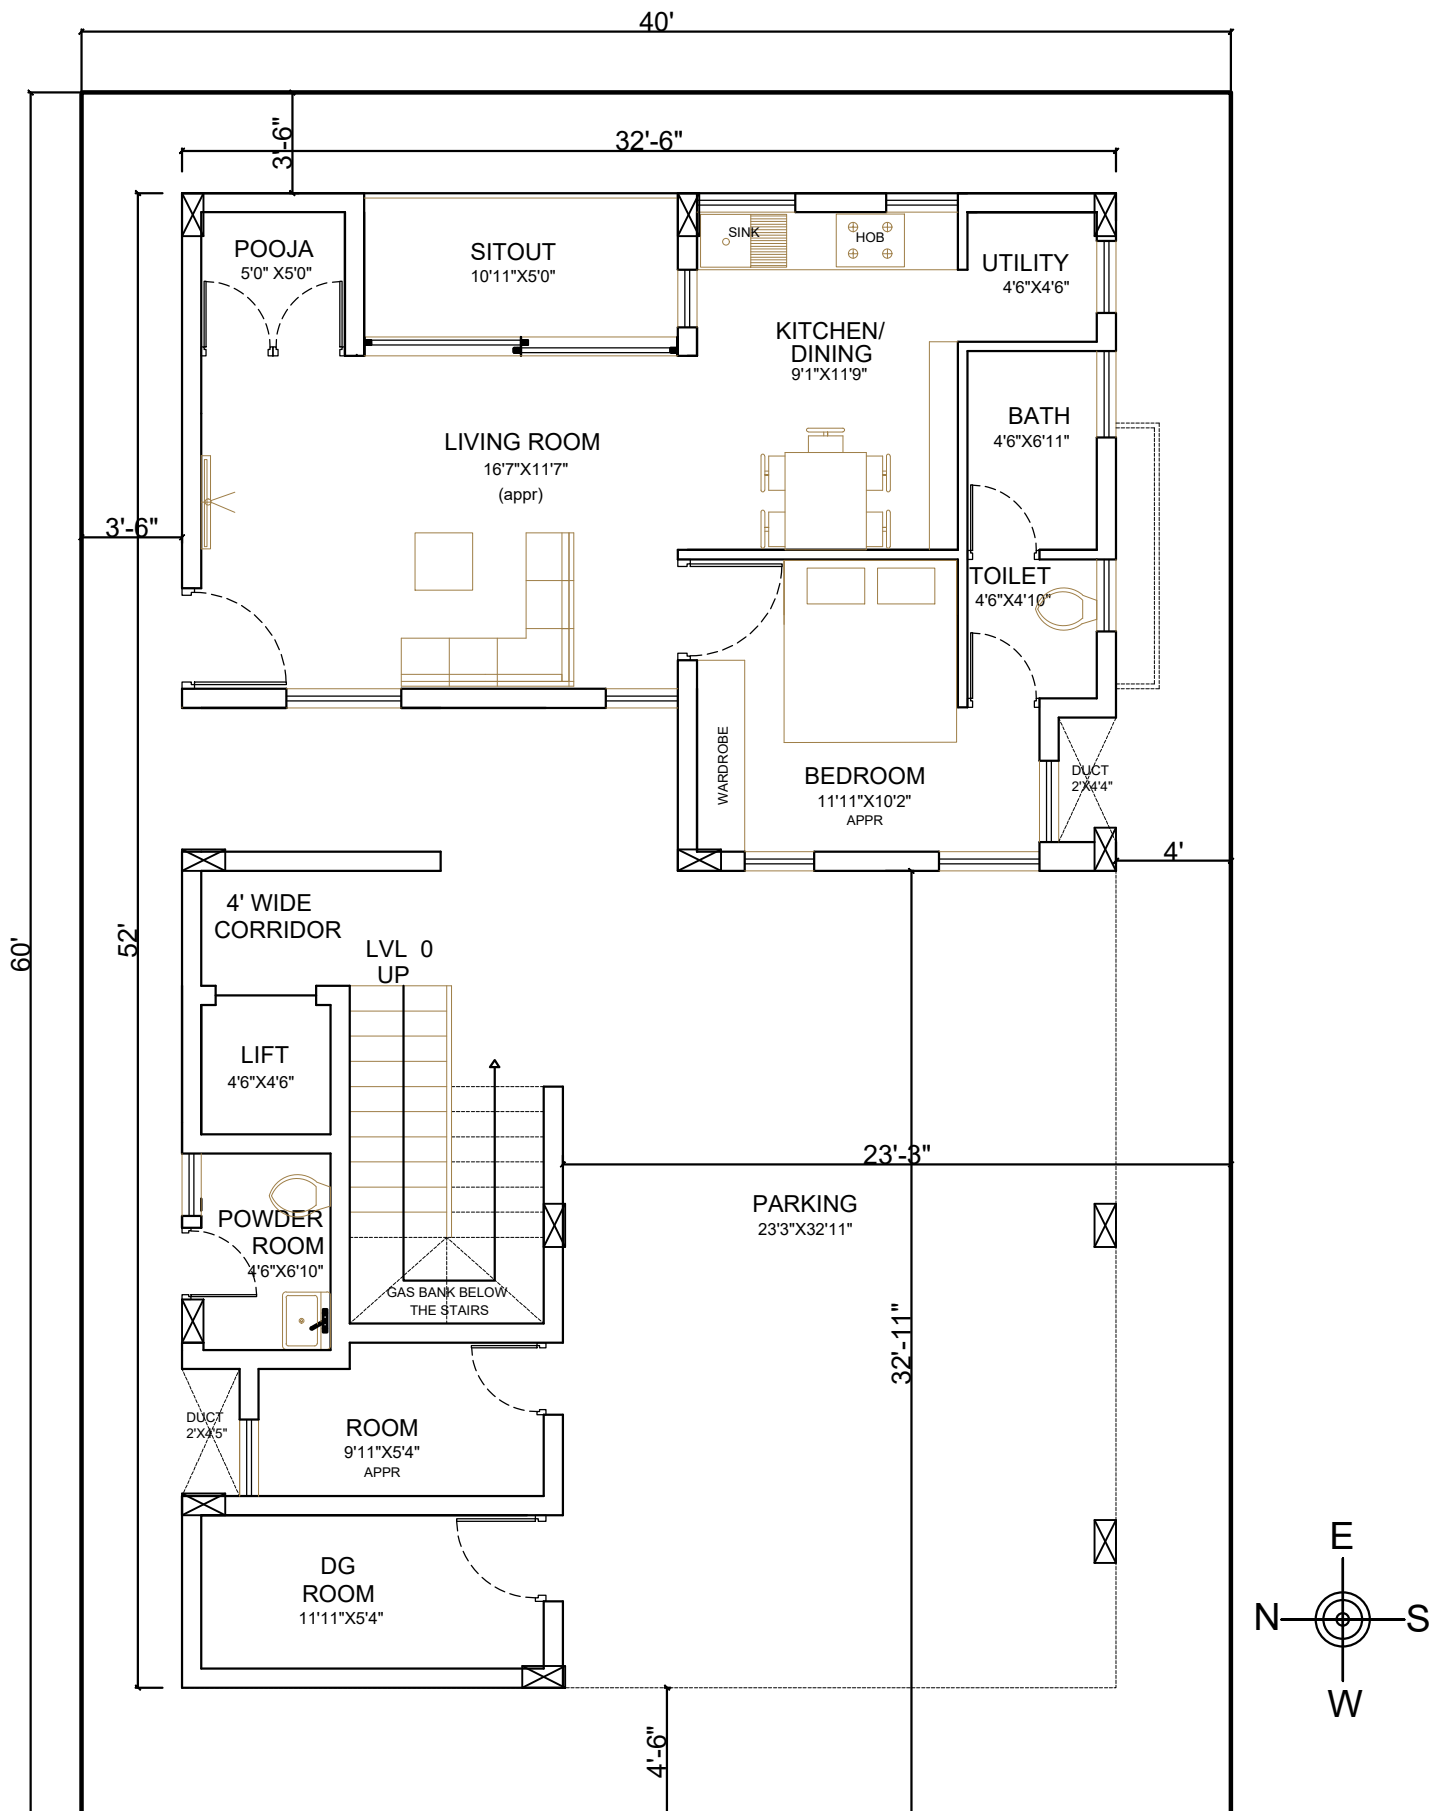 40'
3'-6"
32'-6"
POOJA
5'0" X5'0"
SITOUT
10'11"X5'0"
SINK
HOB
UTILITY
4'6"X4'6"
KITCHEN/
DINING
9'1"X11'9"
LIVING ROOM
16'7"X11'7"
(appr)
BATH
4'6"X6'11"
3'-6"
TOILET
4'6"X4'10"
WARDROBE
BEDROOM
11'11"X10'2"
APPR
DUCT
2'X4'4"
4'
60'
52'
4' WIDE
CORRIDOR
LVL 0
UP
LIFT
4'6"X4'6"
23'-3"
PARKING
23'3"X32'11"
POWDER
ROOM
4'6"X6'10"
GAS BANK BELOW
THE STAIRS
32'-11"
DUCT
2'X4'5"
ROOM
9'11"X5'4"
APPR
DG
ROOM
11'11"X5'4"
E
N S
W
4'-6"